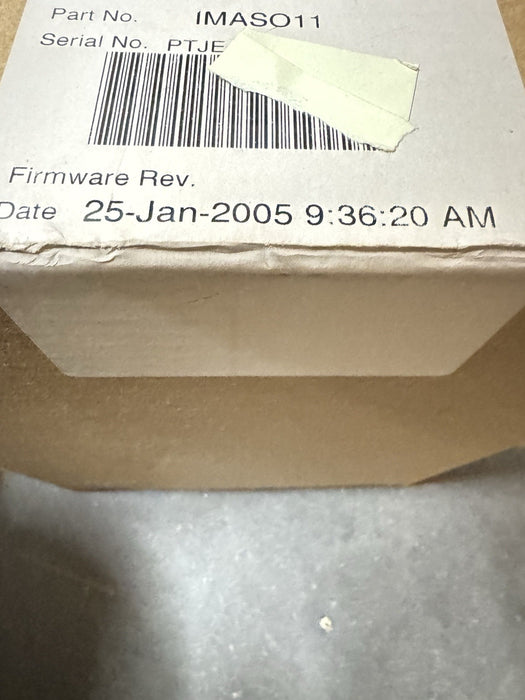 Part No. IMASO11
Serial No. PTJE
Firmware Rev.
Date 25-Jan-2005 9:36:20 AM